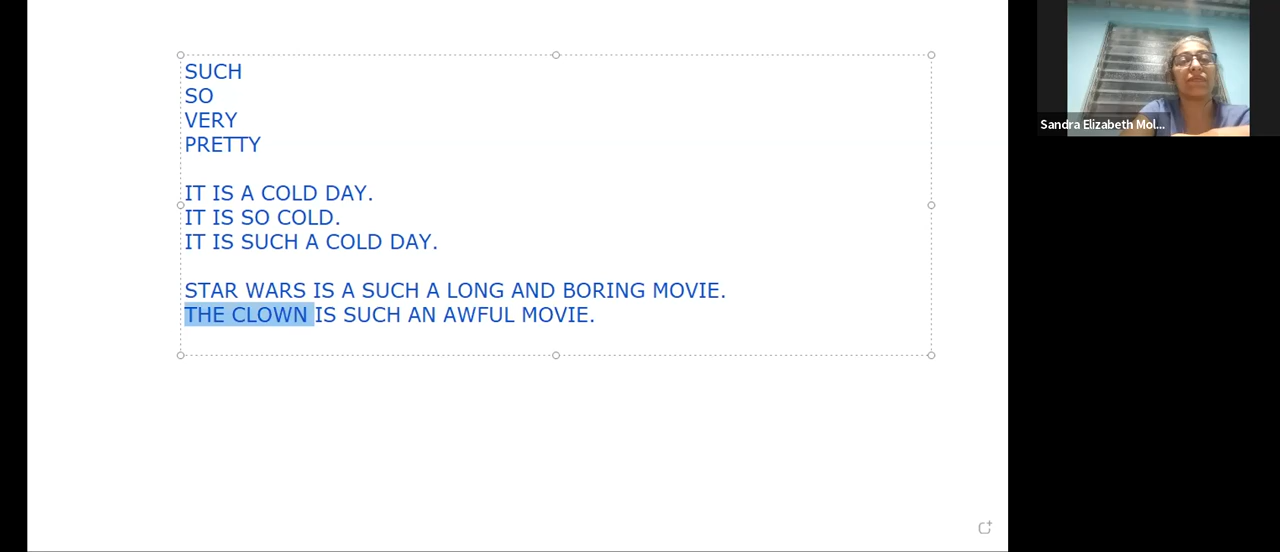 SUCH
SO
VERY
PRETTY
IT IS A COLD DAY.
IT IS SO COLD.
IT IS SUCH A COLD DAY.
STAR WARS IS A SUCH A LONG AND BORING MOVIE.
THE CLOWN IS SUCH AN AWFUL MOVIE.
Sandra Elizabeth Mol...